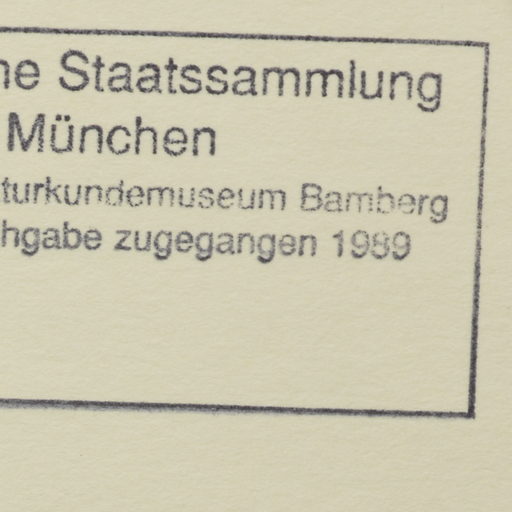 he Staatssammlung
München
turkundemuseum Bamberg
hgabe zugegangen 1989